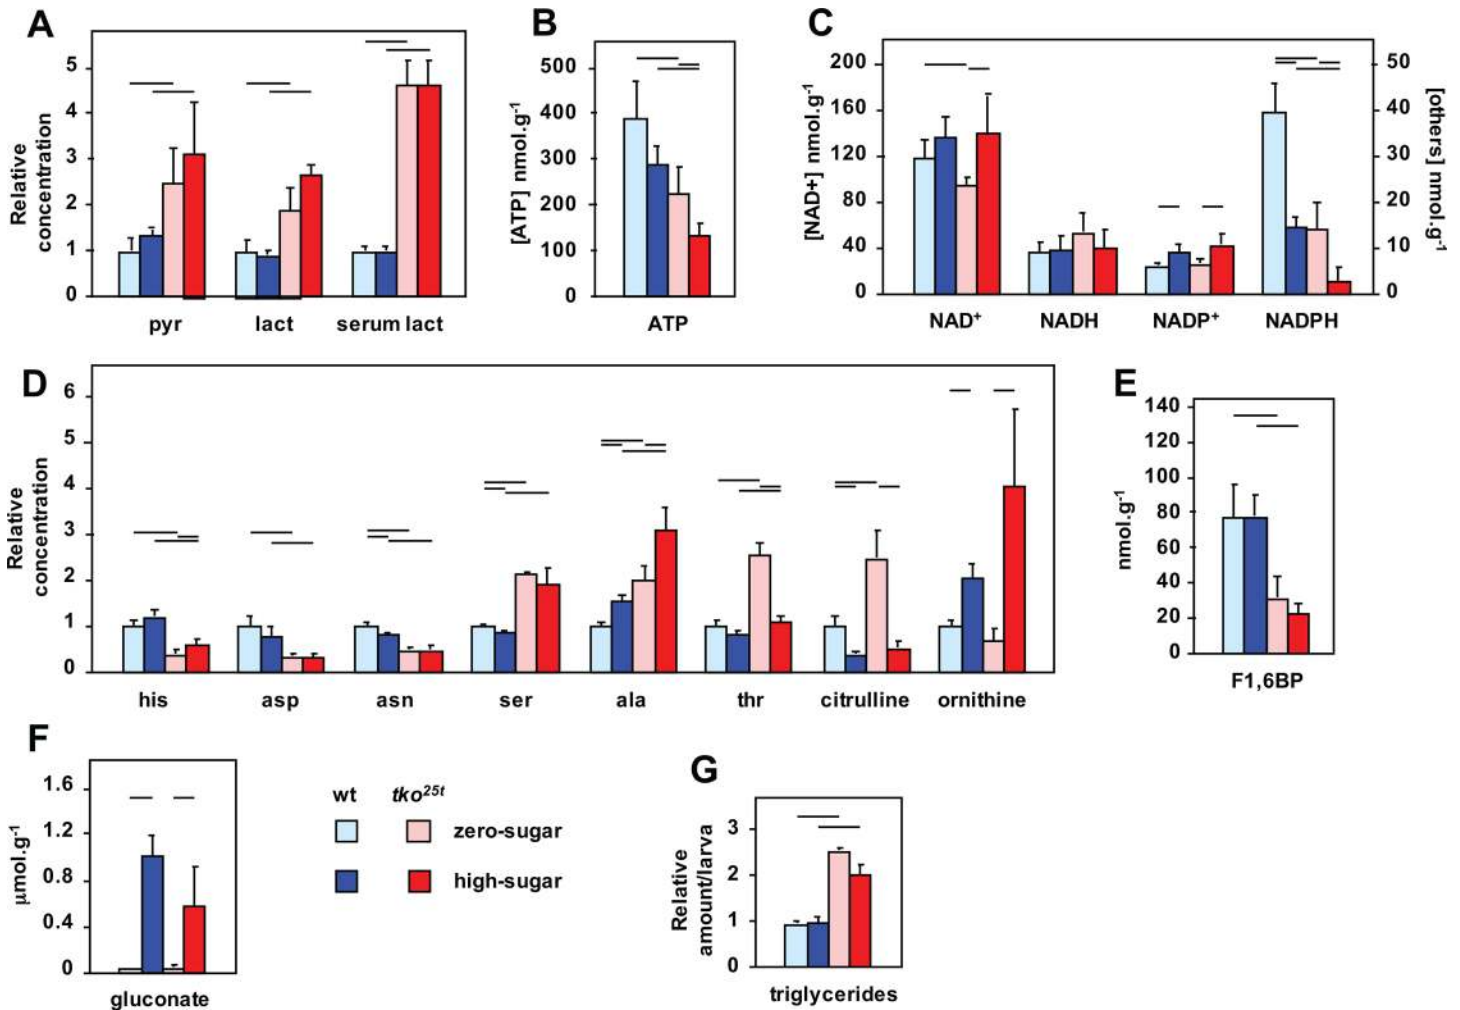 A
Relative
concentration
5
4
3
2
1
0
pyr
lact
serum lact
B
[ATP] nmol.g-1
500
400
300
200
100
0
ATP
C
[NAD+] nmol.g-1
200
160
120
80
40
0
50
40
30
20
10
0
[others] nmol.g-1
NAD+
NADH
NADP+
NADPH
D
Relative
concentration
6
5
4
3
2
1
0
his
asp
asn
ser
ala
thr
citrulline
ornithine
E
nmol.g-1
140
120
100
80
60
40
20
0
F1,6BP
F
μmol.g-1
1.6
1.2
0.8
0.4
0
gluconate
wt
tko25t
zero-sugar
high-sugar
G
Relative
amount/larva
3
2
1
0
triglycerides